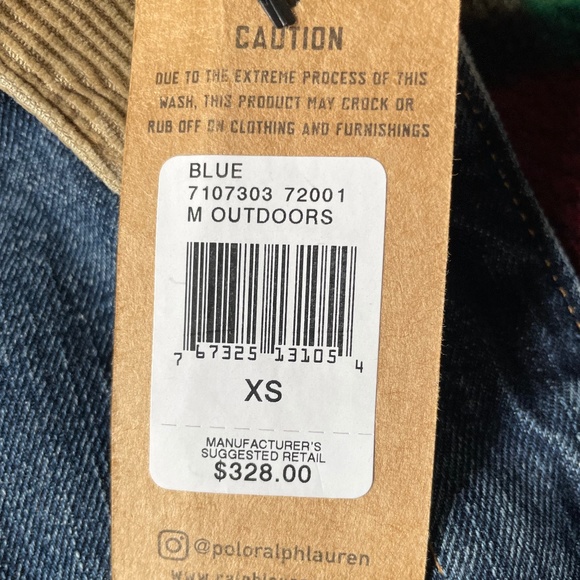 CAUTION
DUE TO THE EXTREME PROCESS OF THIS
WASH, THIS PRODUCT MAY CROCK OR
RUB OFF ON CLOTHING AND FURNISHINGS
BLUE
7107303 72001
M OUTDOORS
7 67325 13105 4
XS
MANUFACTURER'S
SUGGESTED RETAIL
$328.00
@poloralphlauren